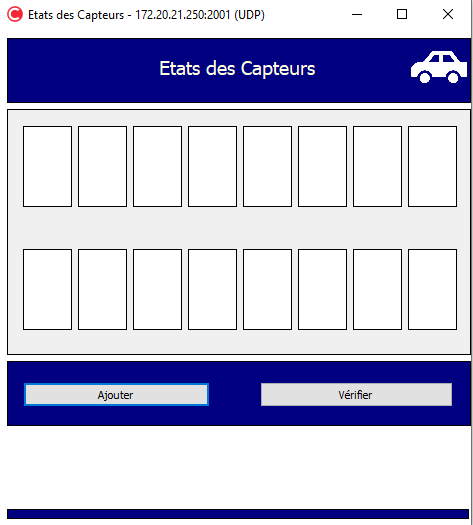 Etats des Capteurs - 172.20.21.250:2001 (UDP)
Etats des Capteurs
Ajouter
Vérifier